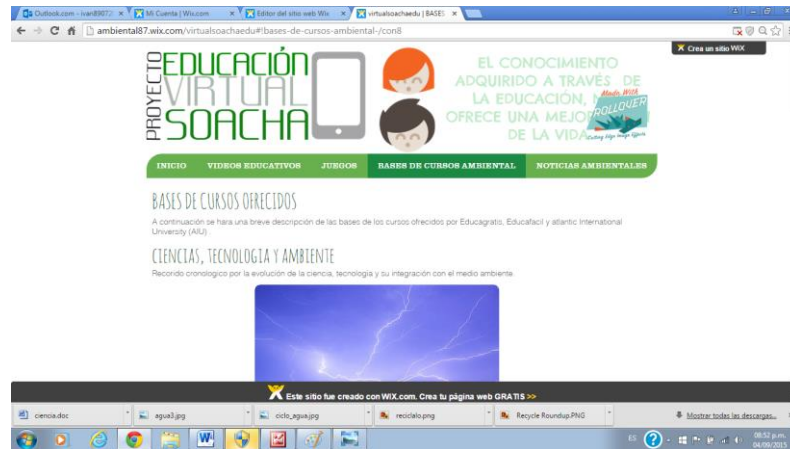 Outlook.com - ivan89072
Mi Cuenta | Wix.com
Editor del sitio web Wix
virtualsoachaedu | BASES
ambiental87.wix.com/virtualsoachaedu#!bases-de-cursos-ambiental-/con8
Crea un sitio WiX
PROYECTO
EDUCACIÓN
VIRTUAL
SOACHA
EL CONOCIMIENTO
ADQUIRIDO A TRAVÉS DE
LA EDUCACIÓN,
OFRECE UNA MEJO
DE LA VIDA
Made With
ROLLOVER
INICIO
VIDEOS EDUCATIVOS
JUEGOS
BASES DE CURSOS AMBIENTAL
NOTICIAS AMBIENTALES
BASES DE CURSOS OFRECIDOS
A continuación se hara una breve descripción de las bases de los cursos ofrecidos por Educagratis, Educafacil y atlantic International
University (AIU) .
CIENCIAS, TECNOLOGIA Y AMBIENTE
Recorido cronologico por la evolución de la ciencia, tecnologia y su integración con el medio ambiente.
Este sitio fue creado con WIX.com. Crea tu página web GRATIS >>
ciencia.doc
agua3.jpg
ciclo_agua.jpg
reciclalo.png
Recycle Roundup.PNG
Mostrar todas las descargas...
ES
08:52 p.m.
04/09/2015